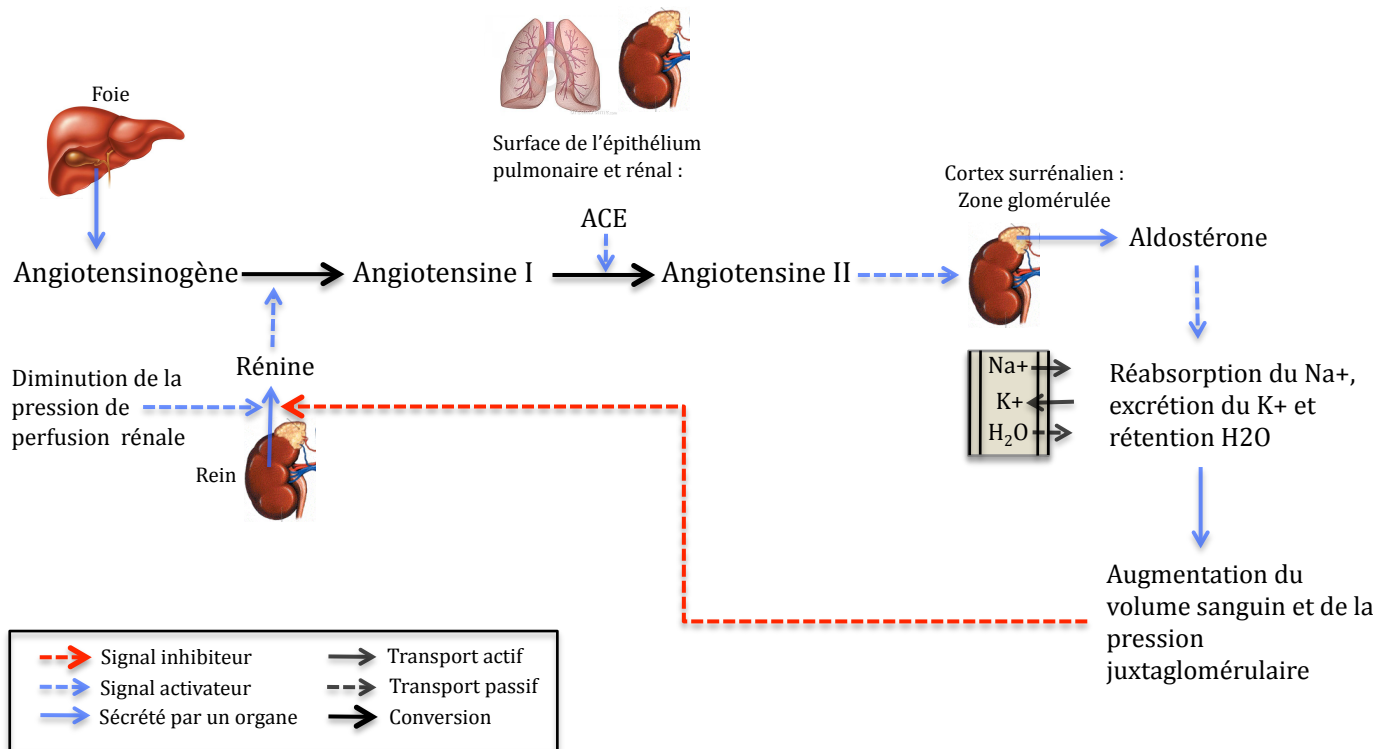 Foie
Surface de l'épithélium
pulmonaire et rénal :
Cortex surrénalien :
Zone glomérulée
ACE
Aldostérone
Angiotensinogène
Angiotensine I
Angiotensine II
Rénine
Diminution de la
pression de
perfusion rénale
Rein
Na+
K+
H₂O
Réabsorption du Na+,
excrétion du K+ et
rétention H2O
Augmentation du
volume sanguin et de la
pression
juxtaglomérulaire
Signal inhibiteur
Signal activateur
Sécrété par un organe
Transport actif
Transport passif
Conversion